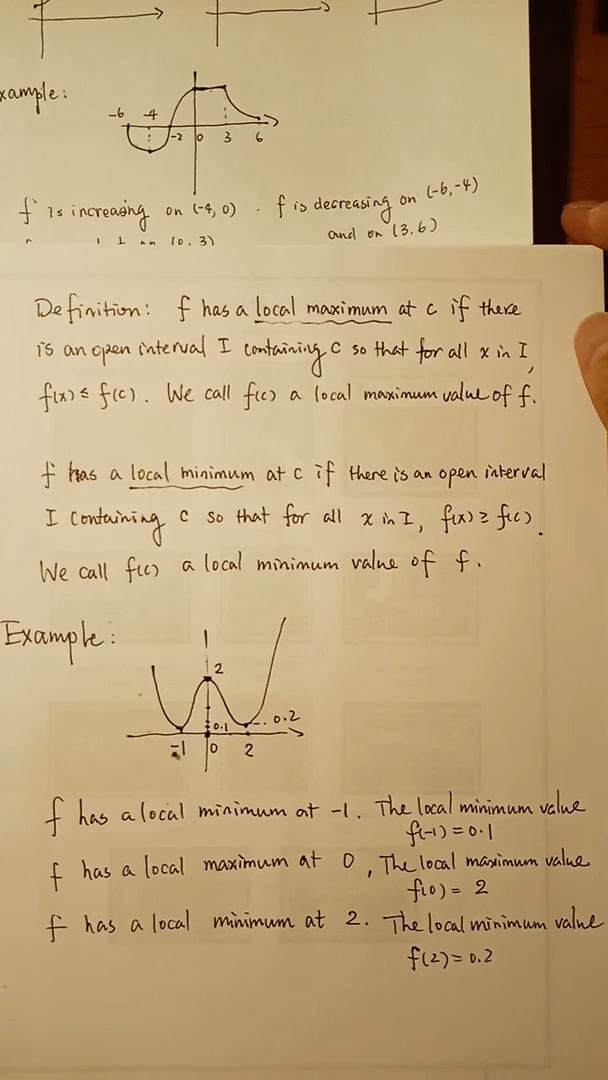 xample:
-6 -4 -2 0 3 6
f is increasing on (-4, 0). f is decreasing on (-6, -4)
and on (3, 6)
(0, 3)
Definition: f has a local maximum at c if there
is an open interval I containing c so that for all x in I,
f(x) ≤ f(c). We call f(c) a local maximum value of f.
f has a local minimum at c if there is an open interval
I containing c so that for all x in I, f(x) ≥ f(c).
We call f(c) a local minimum value of f.
Example:
2
0.1 0.2
-1 0 2
f has a local minimum at -1. The local minimum value
f(-1) = 0.1
f has a local maximum at 0, The local maximum value
f(0) = 2
f has a local minimum at 2. The local minimum value
f(2) = 0.2